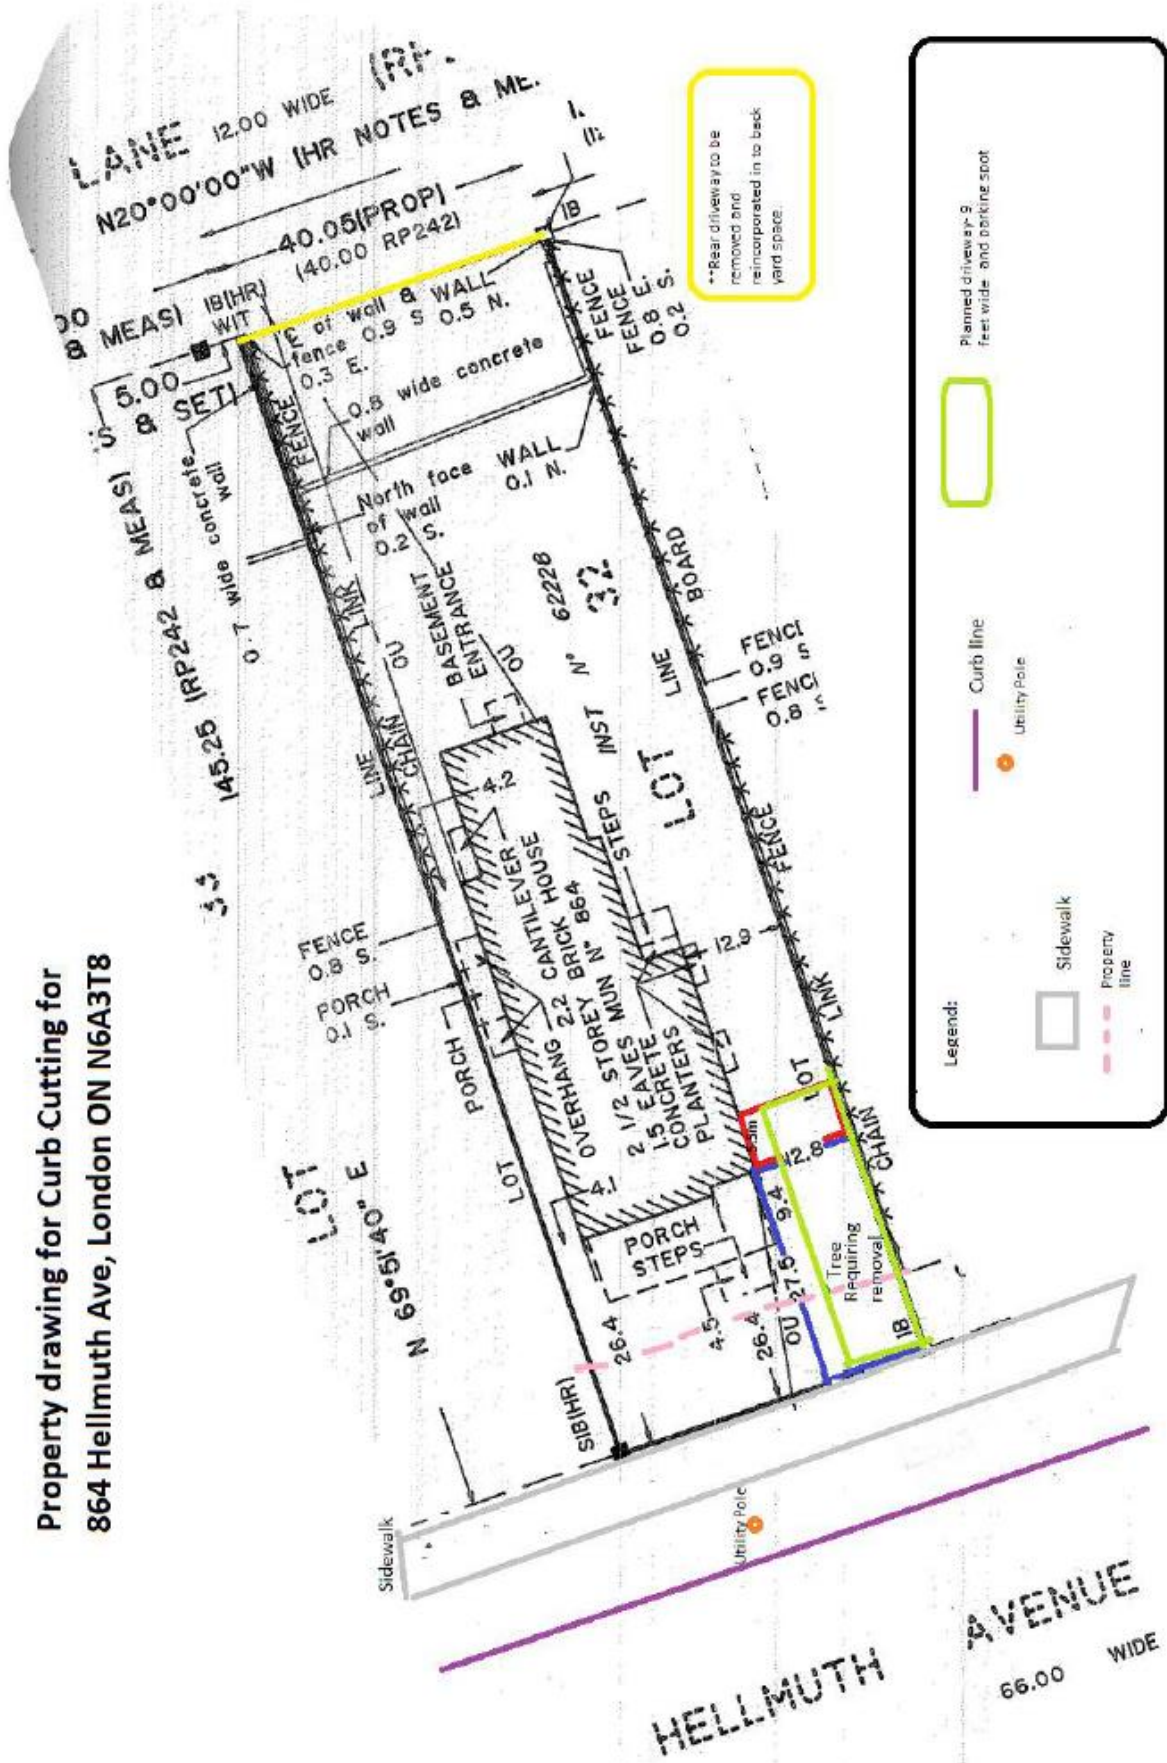 Property drawing for Curb Cutting for
864 Hellmuth Ave, London ON N6A3T8
LANE 12.00 WIDE
N20°00'00"W (HR NOTES & ME.
40.05(PROP)
(40.00 RP242)
& MEAS)
IB(HR)
WIT
5.00
'S & SET)
145.25 (RP242 & MEAS)
0.7 wide concrete
wall
FENCE
of wall &
fence 0.9 S
0.3 E.
WALL
0.5 N.
0.8 wide concrete
wall
IB
FENCE
FENCE
0.8 E.
0.2 S.
North face
of wall
0.2 S.
WALL
0.1 N.
**Rear driveway to be
removed and
reincorporated in to back
yard space.
LINE
CHAIN
LINK
OU
BASEMENT
ENTRANCE
OU
INST Nº 62228
32
LOT
LINE
BOARD
FENCE
0.9 S
0.8
FENCE
0.8 S.
PORCH
0.1 S.
PORCH
LOT
LOT
N 69°51'40" E
4.2
4.1
OVERHANG 2.2 CANTILEVER
2 1/2 STOREY BRICK HOUSE
1.5 EAVES MUN Nº 864
CONCRETE
PLANTERS
STEPS
STEPS
12.9
FENCE
LINK
CHAIN
LOT
12.8
9.4
PORCH
STEPS
26.4
4.5
26.4
OU
27.5
Tree
Requiring
removal
IB
SIB(HR)
Sidewalk
Utility Pole
HELLMUTH AVENUE
66.00 WIDE
Legend:
Sidewalk
Property
line
Curb line
Utility Pole
Planned driveway- 9
feet wide and parking spot